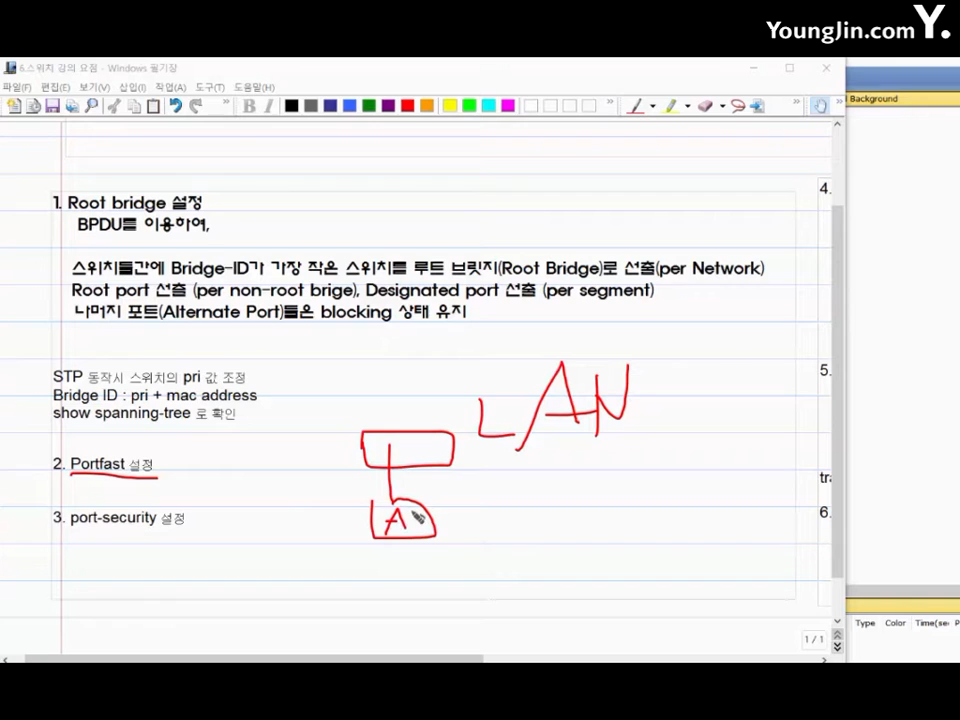 YoungJin.com Y.
6.스위치 강의 요점 - Windows 필기장
파일(F) 편집(E) 보기(V) 삽입(I) 작업(A) 도구(T) 도움말(H)
B I
Background
1. Root bridge 설정
BPDU를 이용하여,
스위치들간에 Bridge-ID가 가장 작은 스위치를 루트 브릿지(Root Bridge)로 선출(per Network)
Root port 선출 (per non-root brige), Designated port 선출 (per segment)
나머지 포트(Alternate Port)들은 blocking 상태 유지
STP 동작시 스위치의 pri 값 조정
Bridge ID : pri + mac address
show spanning-tree 로 확인
LAN
2. Portfast 설정
3. port-security 설정
A
4.
5.
tra
6.
1 / 1
Type Color Time(se